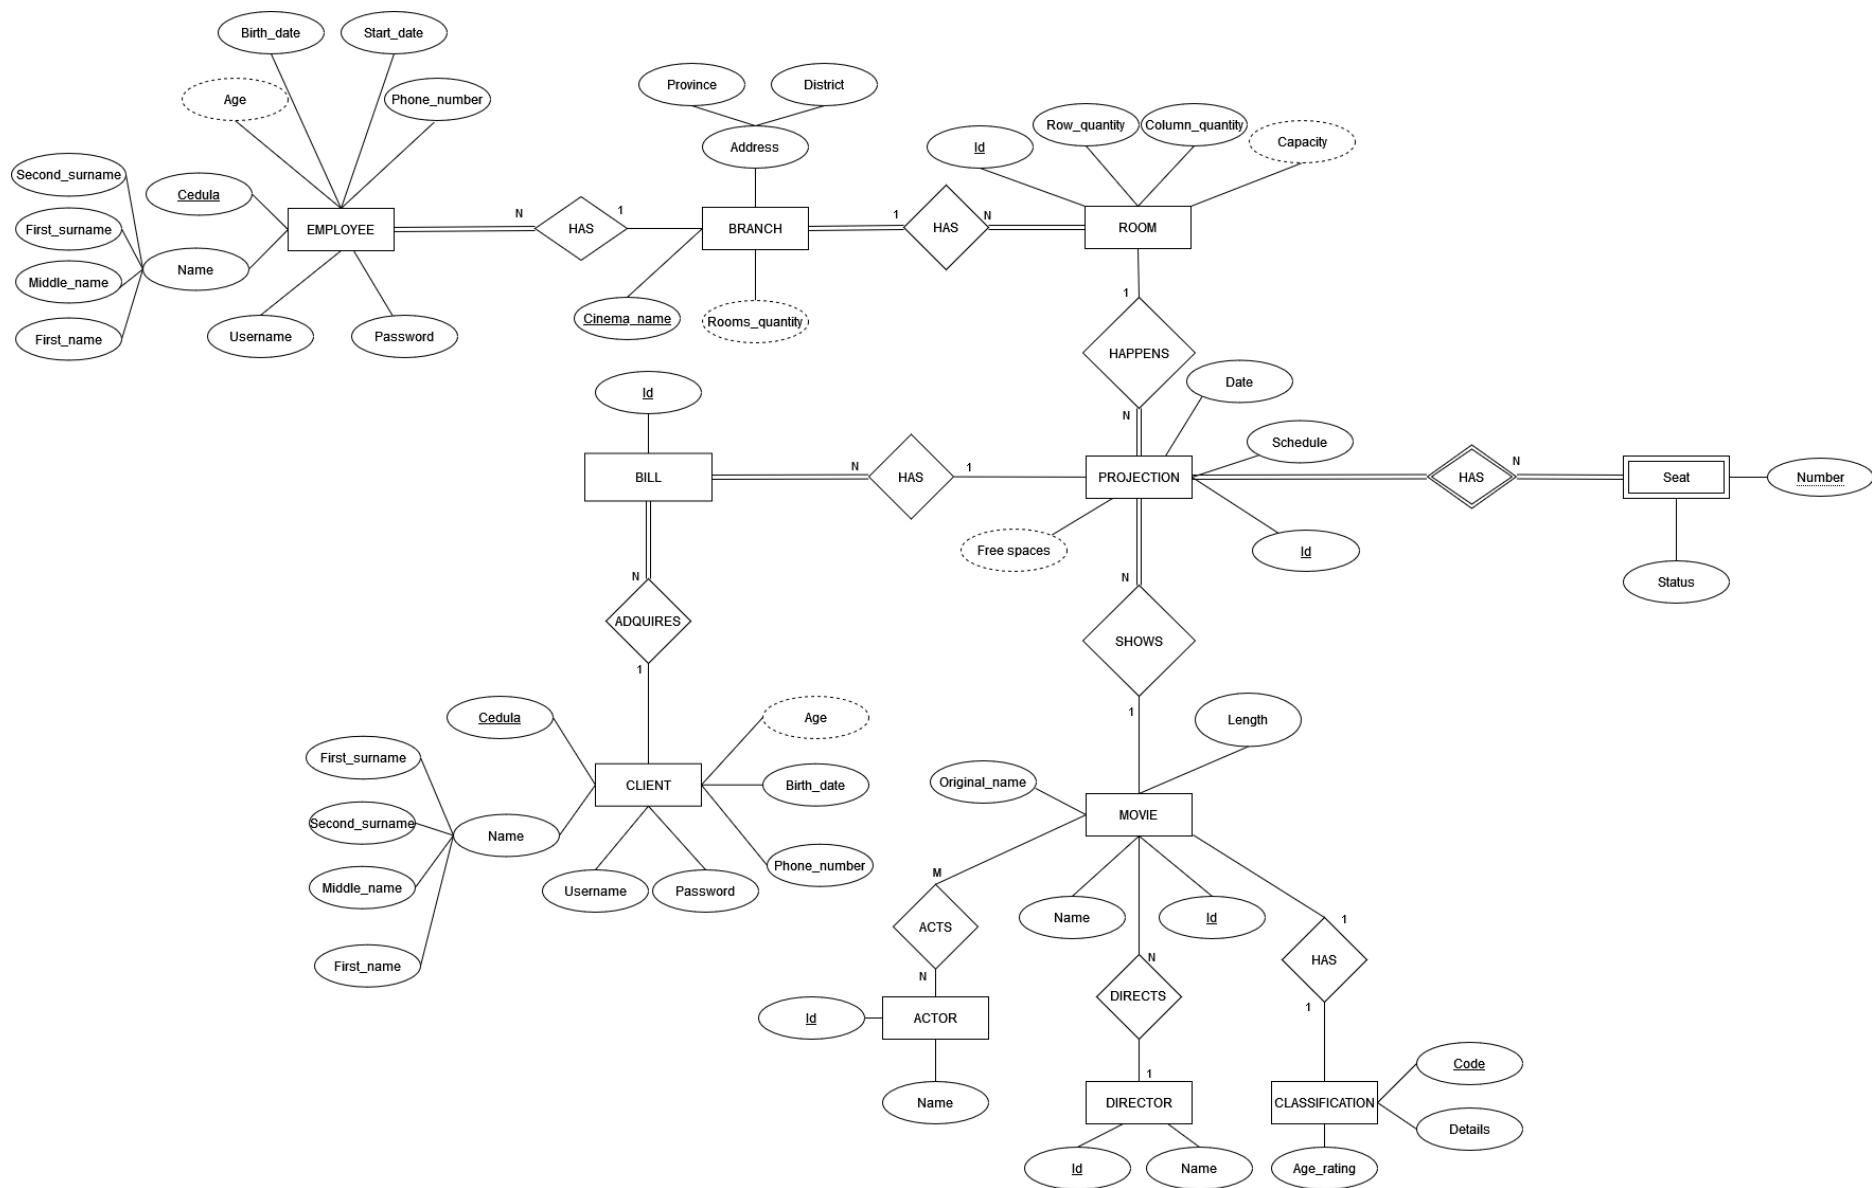 Birth_date
Start_date
Age
Phone_number
Second_surname
First_surname
Middle_name
First_name
Cedula
Name
EMPLOYEE
Username
Password
N
HAS
1
Province
District
Address
BRANCH
Cinema_name
Rooms_quantity
1
HAS
N
Id
Row_quantity
Column_quantity
Capacity
ROOM
1
HAPPENS
N
Date
Schedule
PROJECTION
Free spaces
Id
HAS
N
Seat
Number
Status
Id
BILL
N
HAS
1
N
ADQUIRES
1
N
SHOWS
1
Cedula
First_surname
Second_surname
Middle_name
First_name
Name
CLIENT
Age
Birth_date
Phone_number
Username
Password
Length
Original_name
MOVIE
Name
Id
M
ACTS
N
Id
ACTOR
Name
N
DIRECTS
1
DIRECTOR
Id
Name
1
HAS
1
CLASSIFICATION
Code
Details
Age_rating